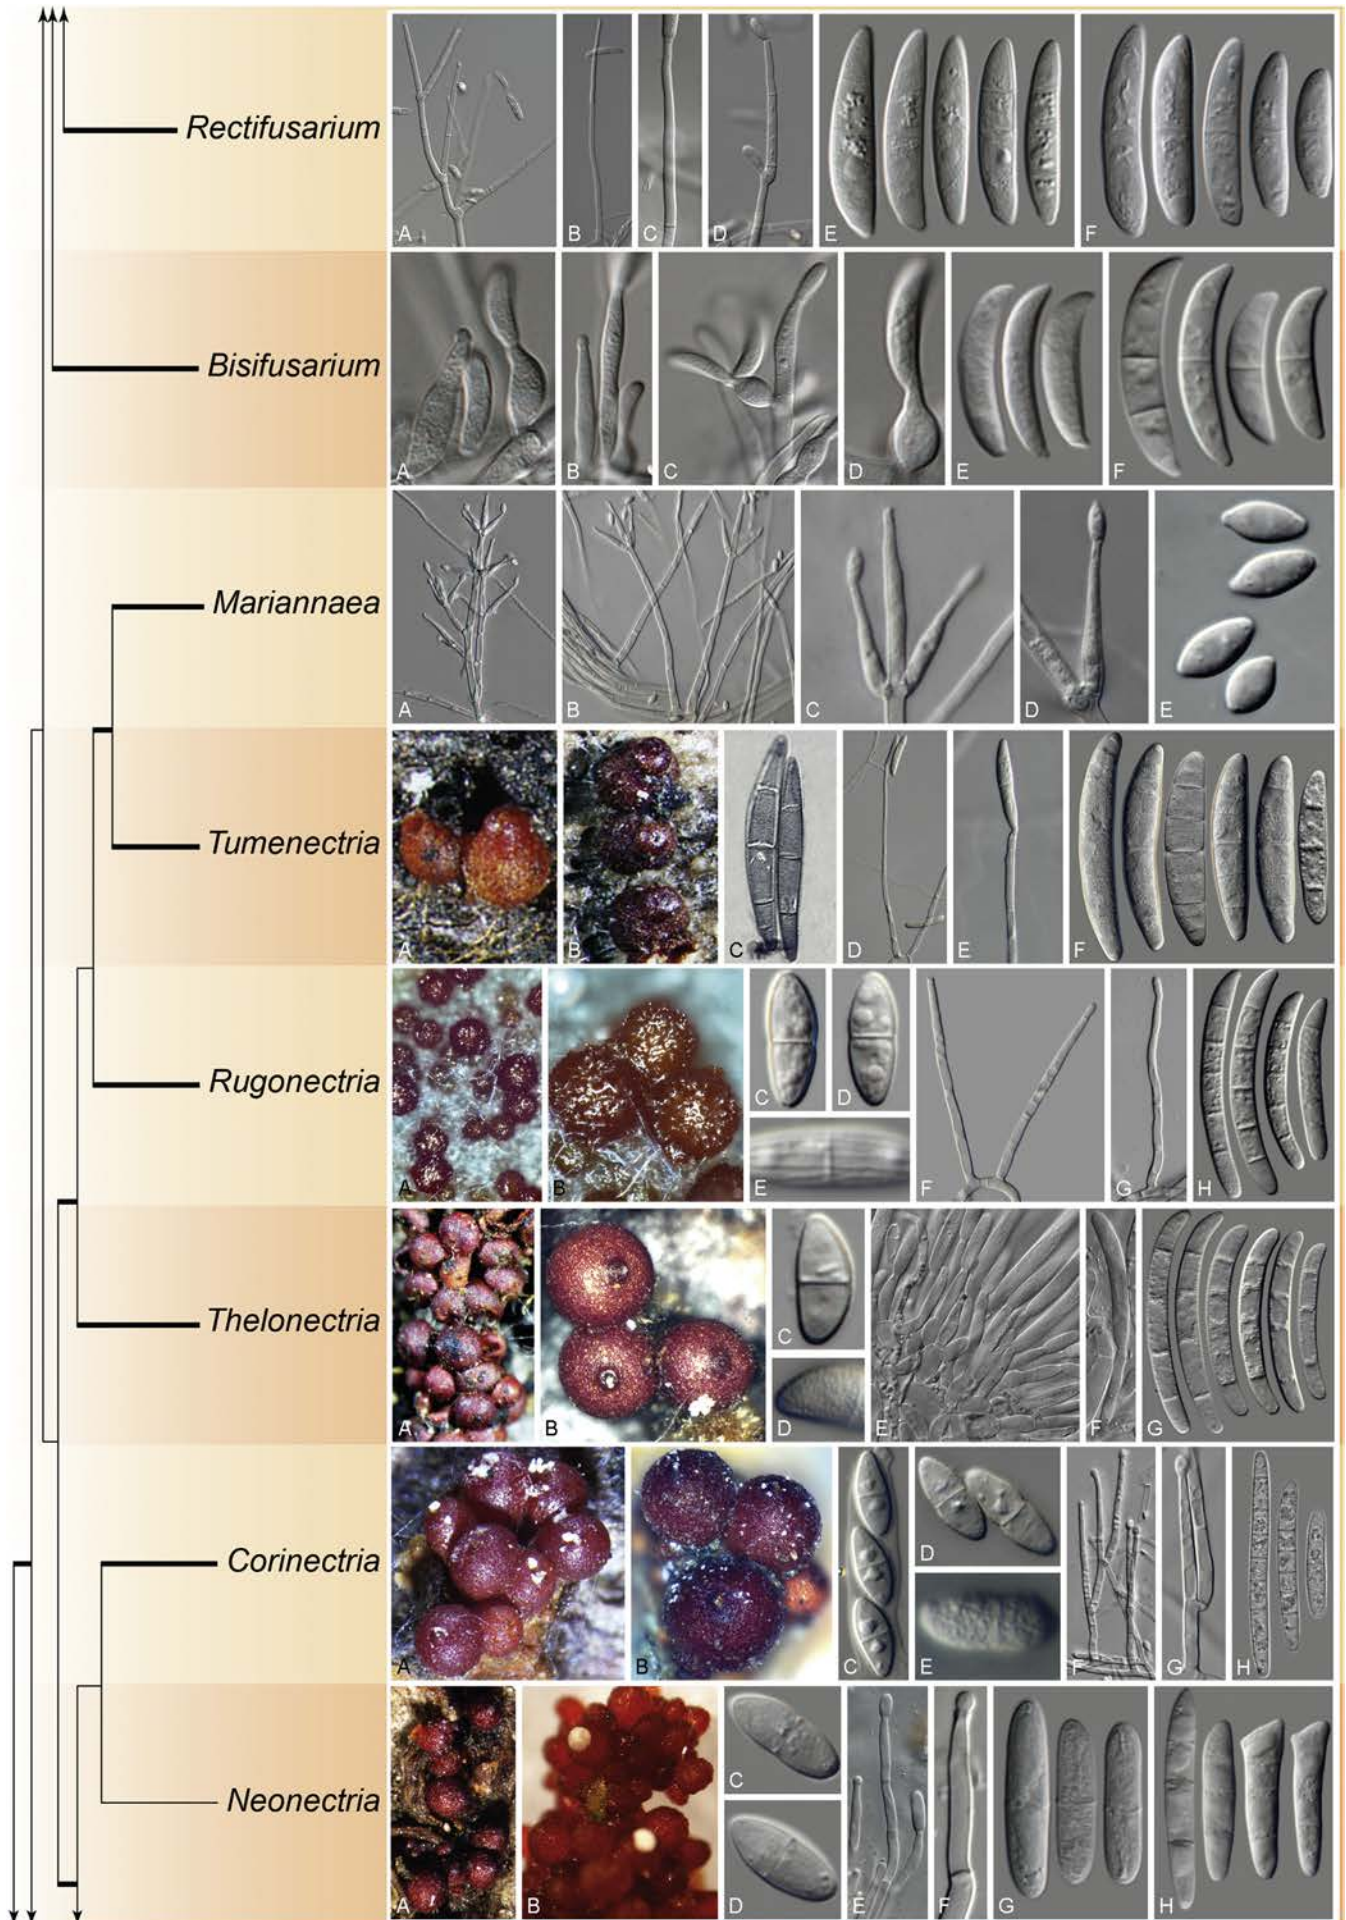 Rectifusarium
A B C D E F
Bisifusarium
A B C D E F
Mariannaea
A B C D E
Tumenectria
A B C D E F
Rugonectria
C D
A B E F G H
Thelonectria
C
A B D E F G
Corinectria
D
A B C E F G H
Neonectria
C
A B D E F G H